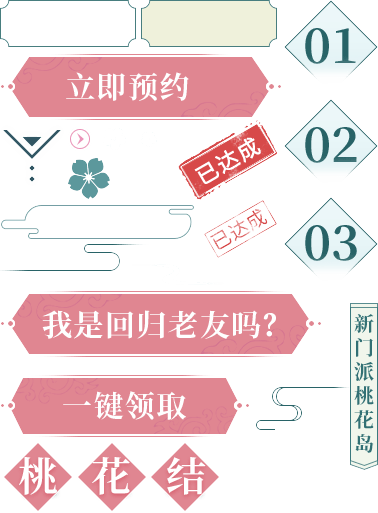 01
立即预约
02
已达成
已达成
03
我是回归老友吗?
新门派桃花岛
一键领取
桃花结